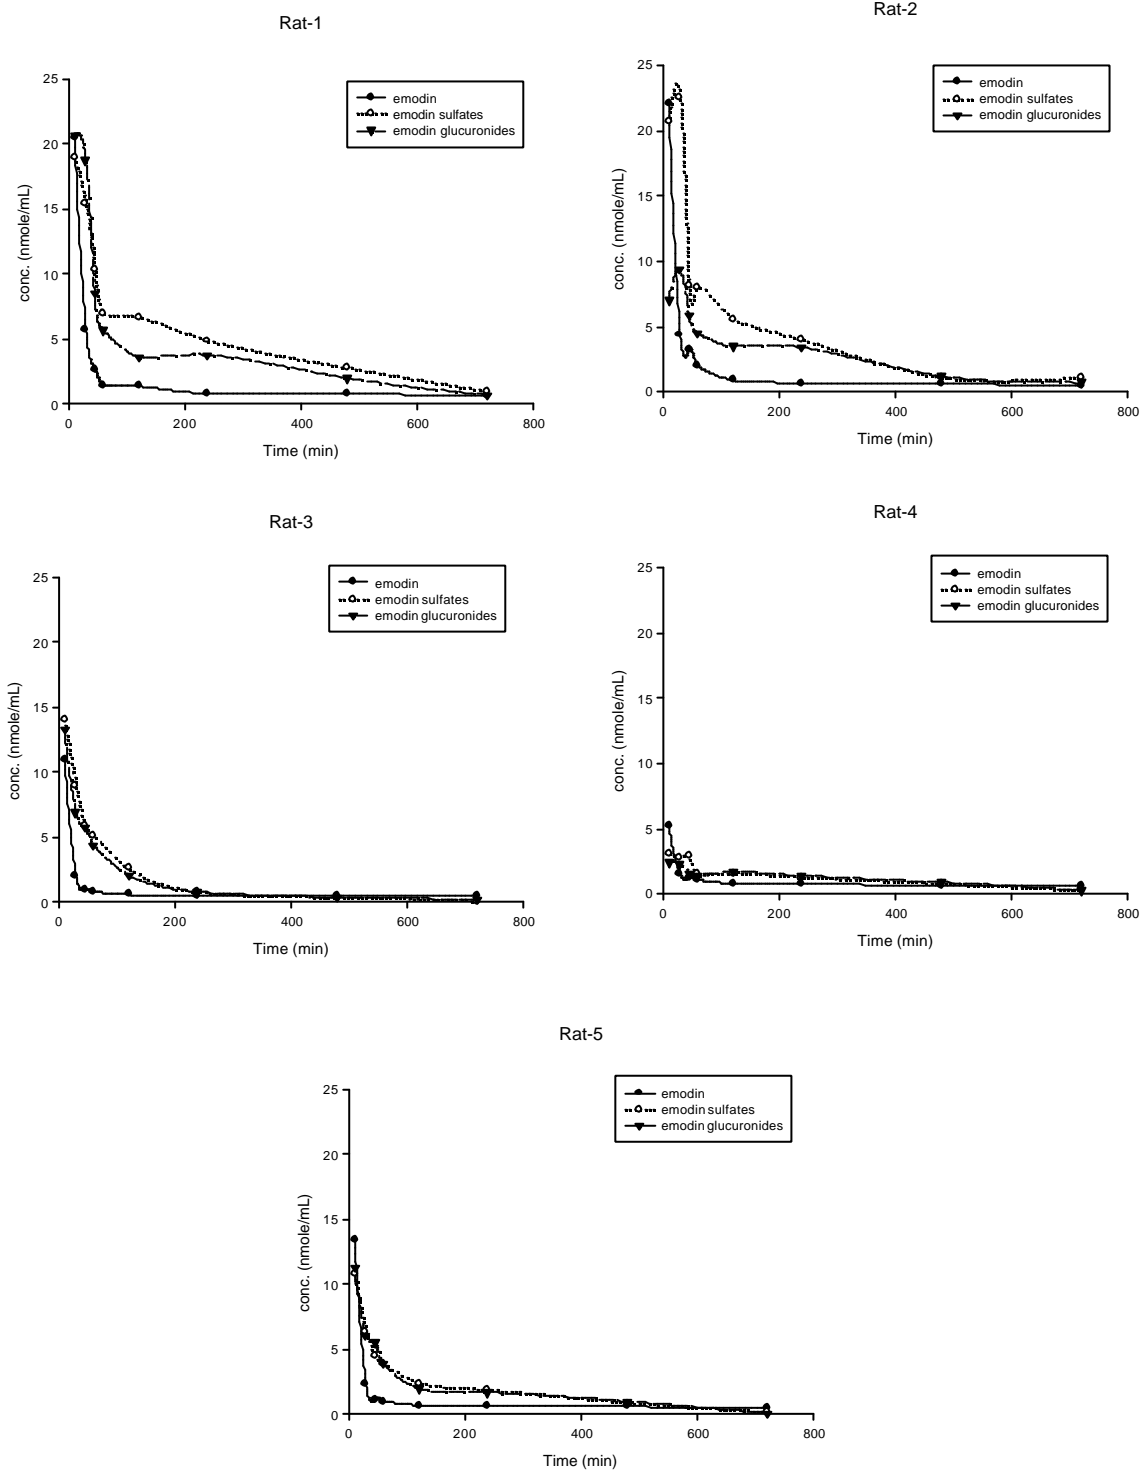 Rat-1
emodin
emodin sulfates
emodin glucuronides
25
20
15
10
5
0
conc. (nmole/mL)
0 200 400 600 800
Time (min)
Rat-2
emodin
emodin sulfates
emodin glucuronides
25
20
15
10
5
0
conc. (nmole/mL)
0 200 400 600 800
Time (min)
Rat-3
emodin
emodin sulfates
emodin glucuronides
25
20
15
10
5
0
conc. (nmole/mL)
0 200 400 600 800
Time (min)
Rat-4
emodin
emodin sulfates
emodin glucuronides
25
20
15
10
5
0
conc. (nmole/mL)
0 200 400 600 800
Time (min)
Rat-5
emodin
emodin sulfates
emodin glucuronides
25
20
15
10
5
0
conc. (nmole/mL)
0 200 400 600 800
Time (min)